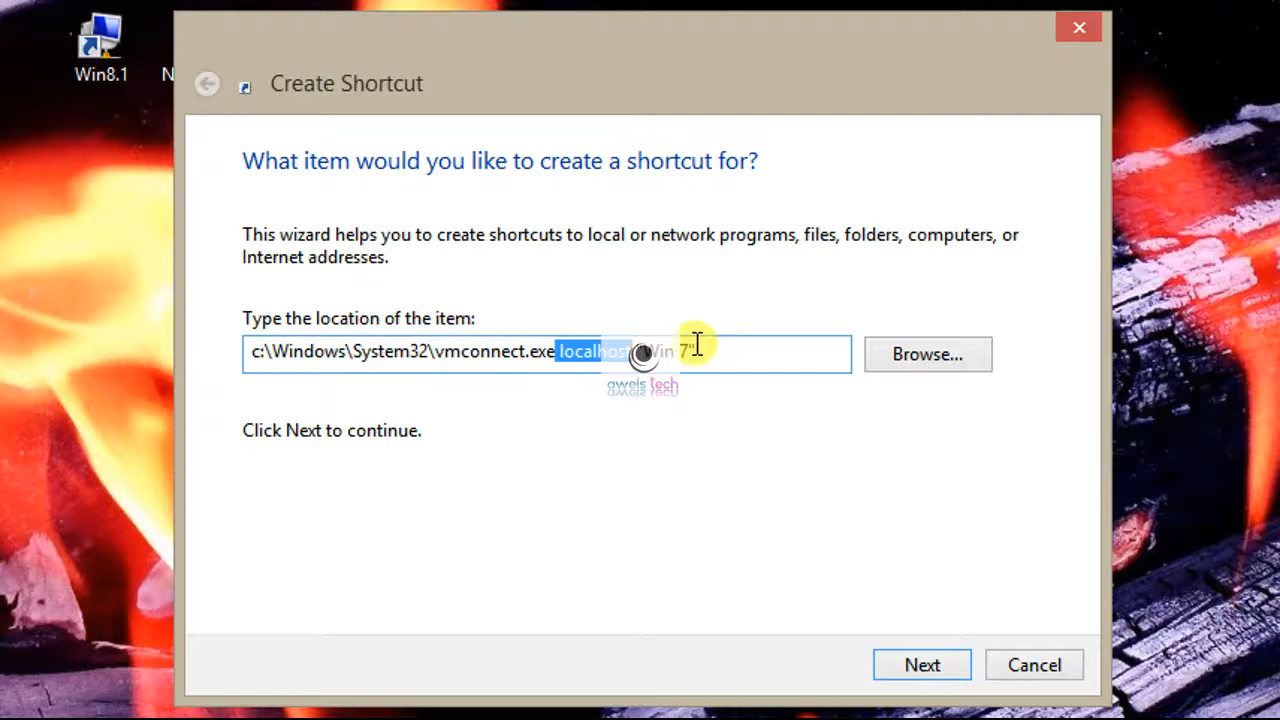 Win8.1
N
Create Shortcut
What item would you like to create a shortcut for?
This wizard helps you to create shortcuts to local or network programs, files, folders, computers, or
Internet addresses.
Type the location of the item:
c:\Windows\System32\vmconnect.exe localhost "Win 7"
Browse...
awels tech
Click Next to continue.
Next
Cancel